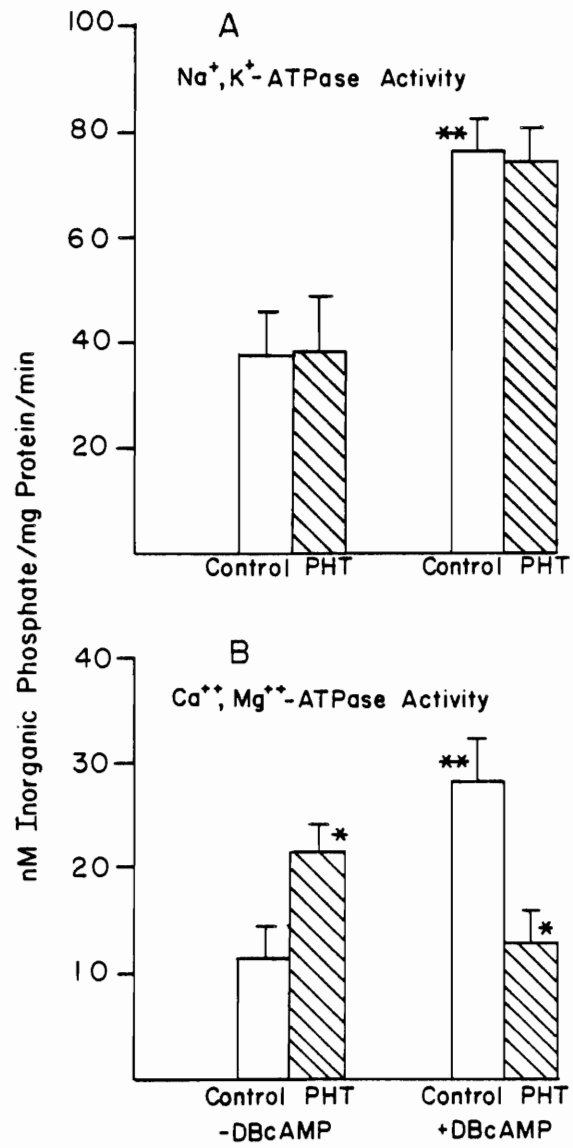 nM Inorganic Phosphate/mg Protein/min
A
Na⁺, K⁺-ATPase Activity
100
80
60
40
20
**
Control PHT Control PHT
B
Ca⁺⁺, Mg⁺⁺-ATPase Activity
40
30
20
10
* ** *
Control PHT Control PHT
-DBcAMP +DBcAMP